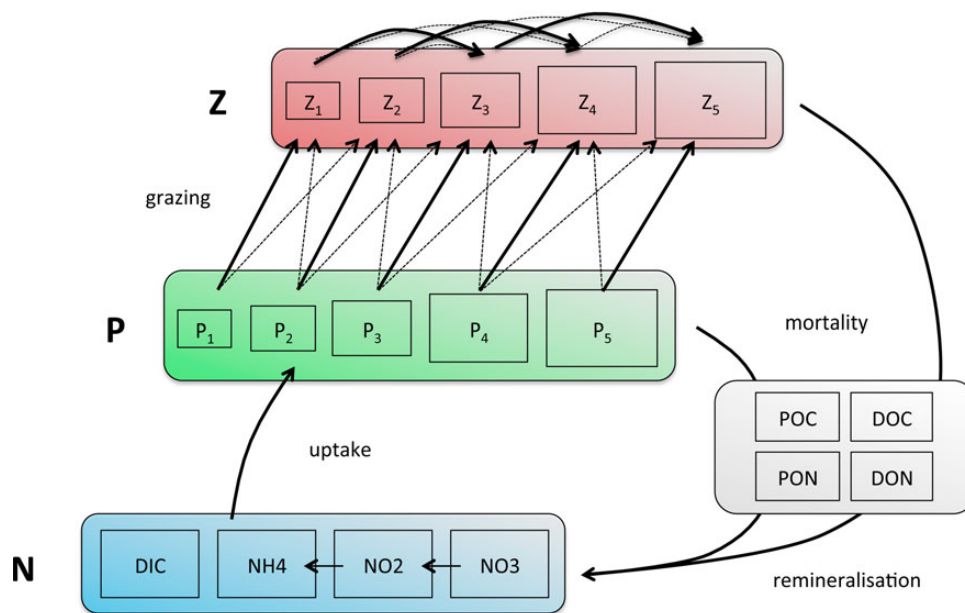 Z
Z1
Z2
Z3
Z4
Z5
grazing
P
P1
P2
P3
P4
P5
mortality
POC
DOC
PON
DON
uptake
N
DIC
NH4
NO2
NO3
remineralisation